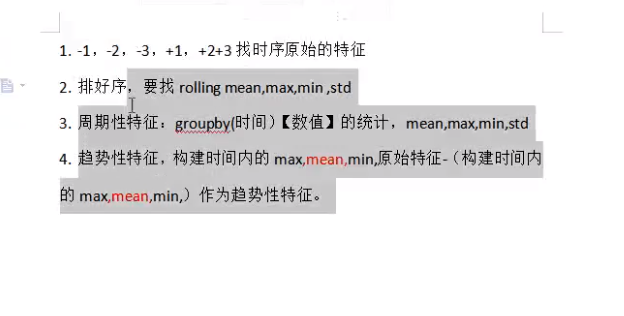 1. -1，-2，-3，+1，+2+3 找时序原始的特征
2. 排好序，要找 rolling mean,max,min ,std
3. 周期性特征：groupby(时间)【数值】的统计，mean,max,min,std
4. 趋势性特征，构建时间内的 max,mean,min,原始特征-（构建时间内
的 max,mean,min,）作为趋势性特征。